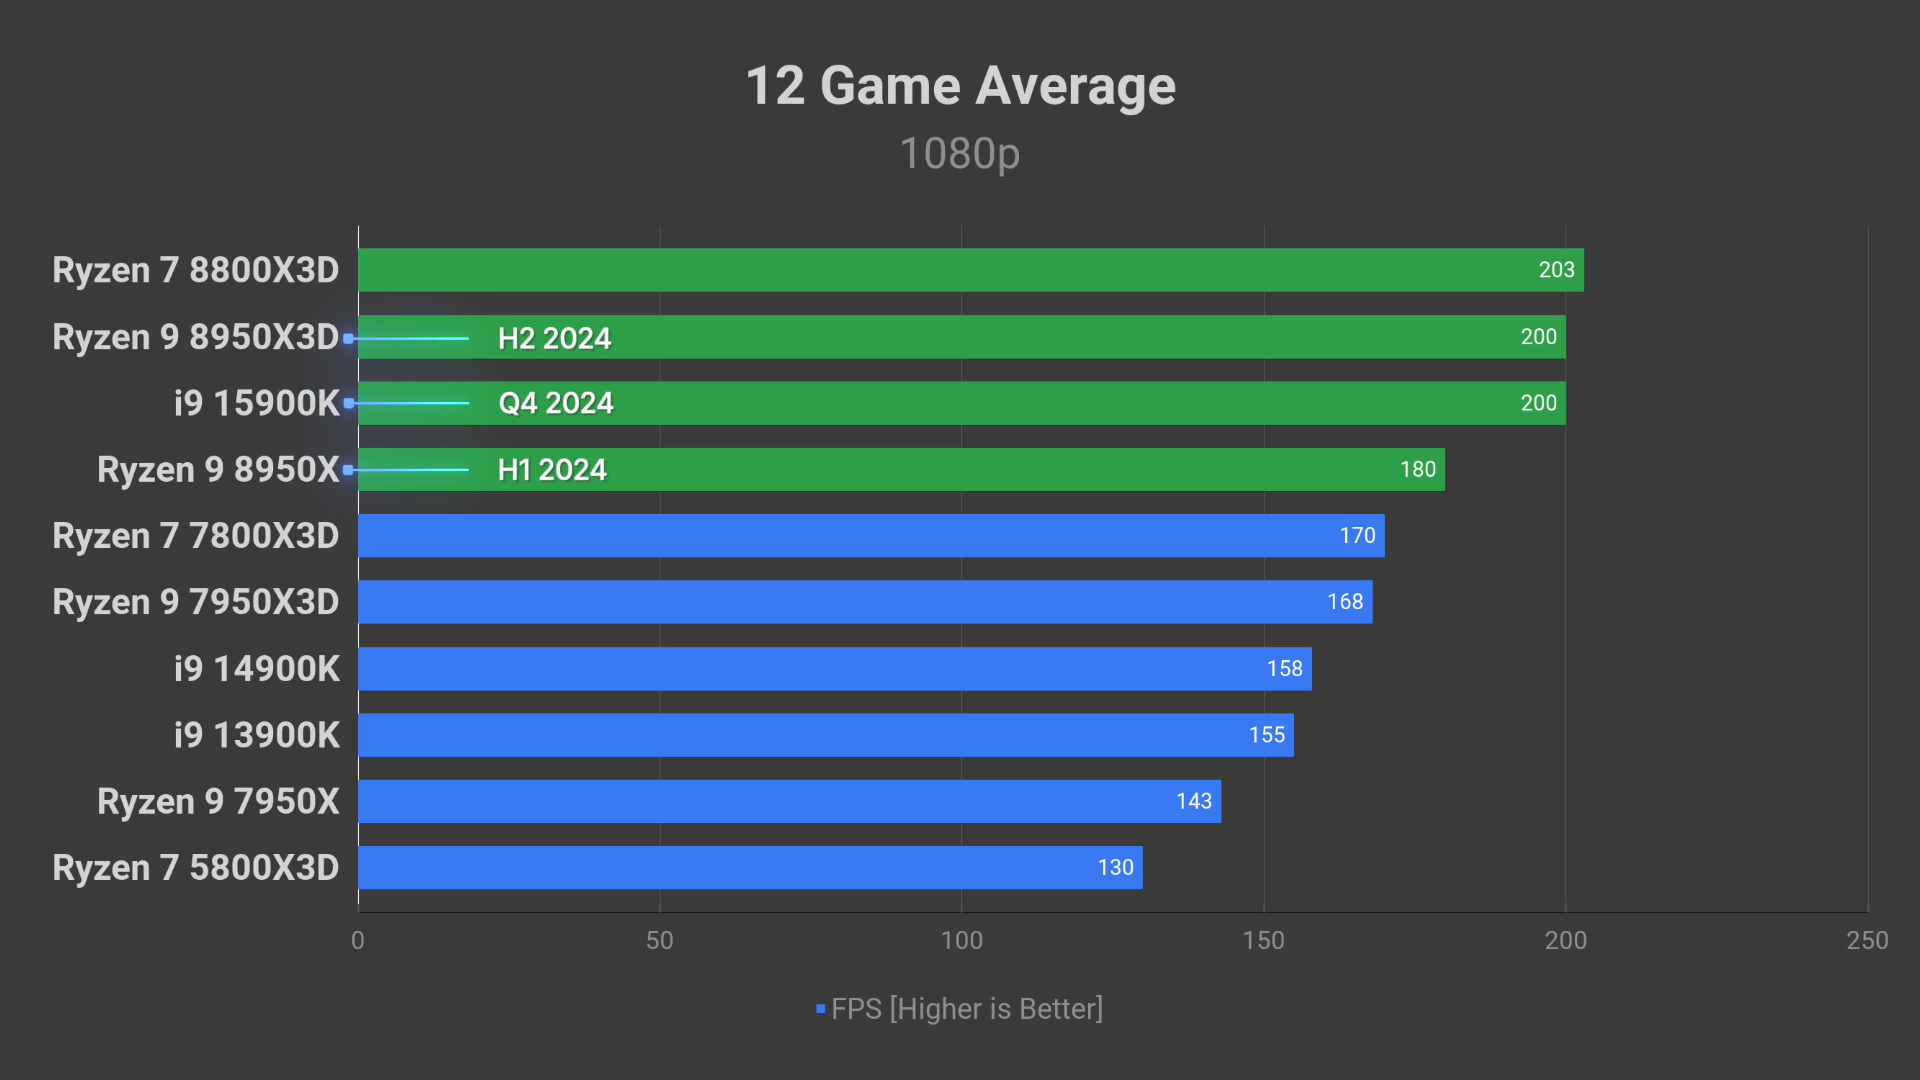 12 Game Average
1080p
Ryzen 7 8800X3D 203
Ryzen 9 8950X3D H2 2024 200
i9 15900K Q4 2024 200
Ryzen 9 8950X H1 2024 180
Ryzen 7 7800X3D 170
Ryzen 9 7950X3D 168
i9 14900K 158
i9 13900K 155
Ryzen 9 7950X 143
Ryzen 7 5800X3D 130
0 50 100 150 200 250
FPS [Higher is Better]